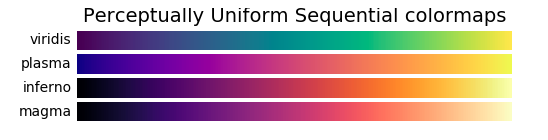 Perceptually Uniform Sequential colormaps
viridis
plasma
inferno
magma